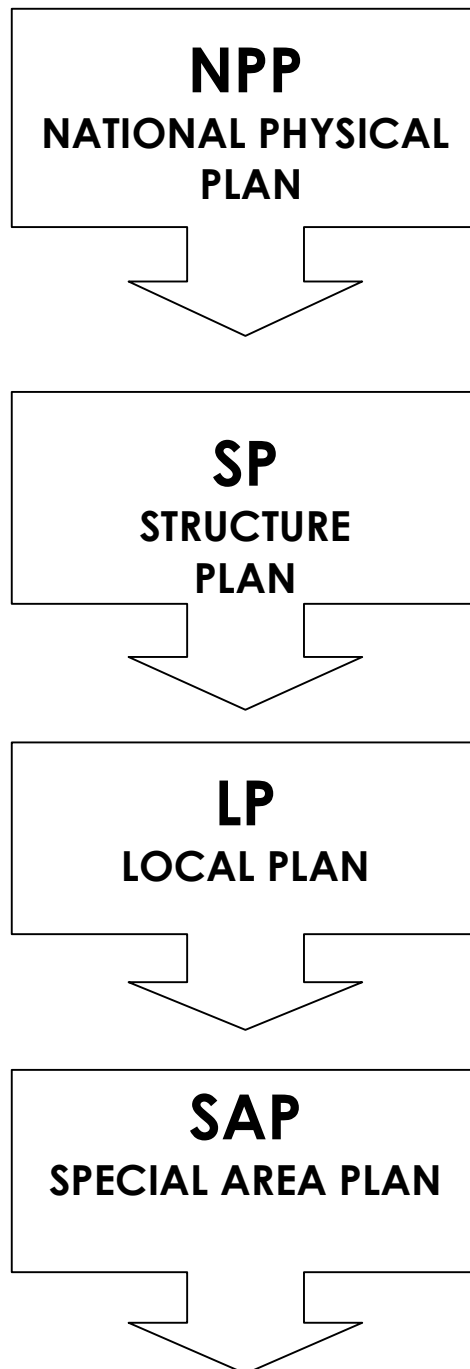 NPP
NATIONAL PHYSICAL
PLAN
SP
STRUCTURE
PLAN
LP
LOCAL PLAN
SAP
SPECIAL AREA PLAN